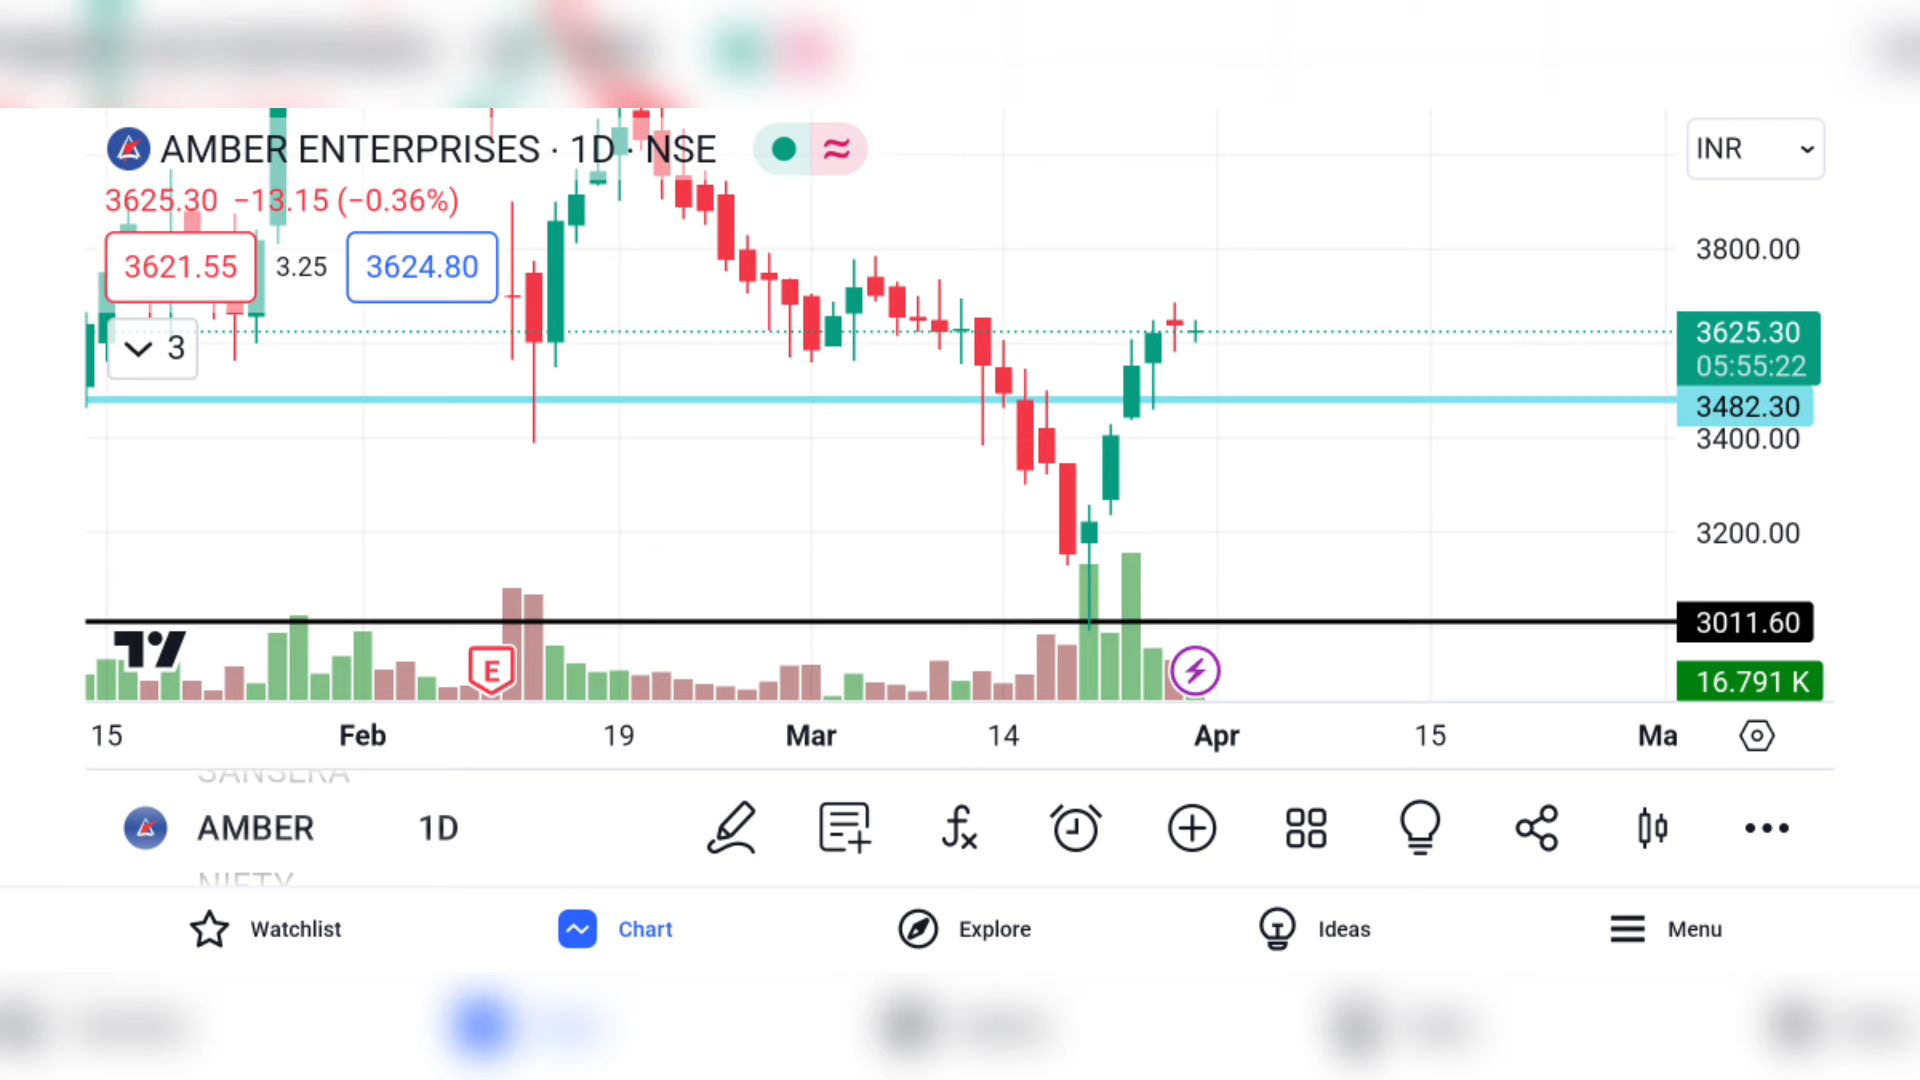 AMBER ENTERPRISES · 1D · NSE
INR
3625.30 −13.15 (−0.36%)
3621.55 3.25 3624.80
3
3800.00
3625.30
05:55:22
3482.30
3400.00
3200.00
3011.60
16.791 K
E
15 Feb 19 Mar 14 Apr 15 Ma
SANSERA
AMBER 1D
NIFTY
Watchlist Chart Explore Ideas Menu